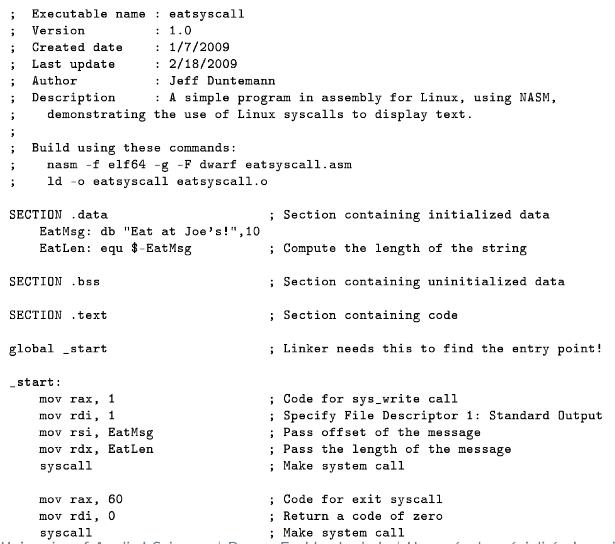 ; Executable name : eatsyscall
; Version : 1.0
; Created date : 1/7/2009
; Last update : 2/18/2009
; Author : Jeff Duntemann
; Description : A simple program in assembly for Linux, using NASM,
; demonstrating the use of Linux syscalls to display text.
;
; Build using these commands:
; nasm -f elf64 -g -F dwarf eatsyscall.asm
; ld -o eatsyscall eatsyscall.o
SECTION .data ; Section containing initialized data
EatMsg: db "Eat at Joe's!",10
EatLen: equ $-EatMsg ; Compute the length of the string
SECTION .bss ; Section containing uninitialized data
SECTION .text ; Section containing code
global _start ; Linker needs this to find the entry point!
_start:
mov rax, 1 ; Code for sys_write call
mov rdi, 1 ; Specify File Descriptor 1: Standard Output
mov rsi, EatMsg ; Pass offset of the message
mov rdx, EatLen ; Pass the length of the message
syscall ; Make system call
mov rax, 60 ; Code for exit syscall
mov rdi, 0 ; Return a code of zero
syscall ; Make system call